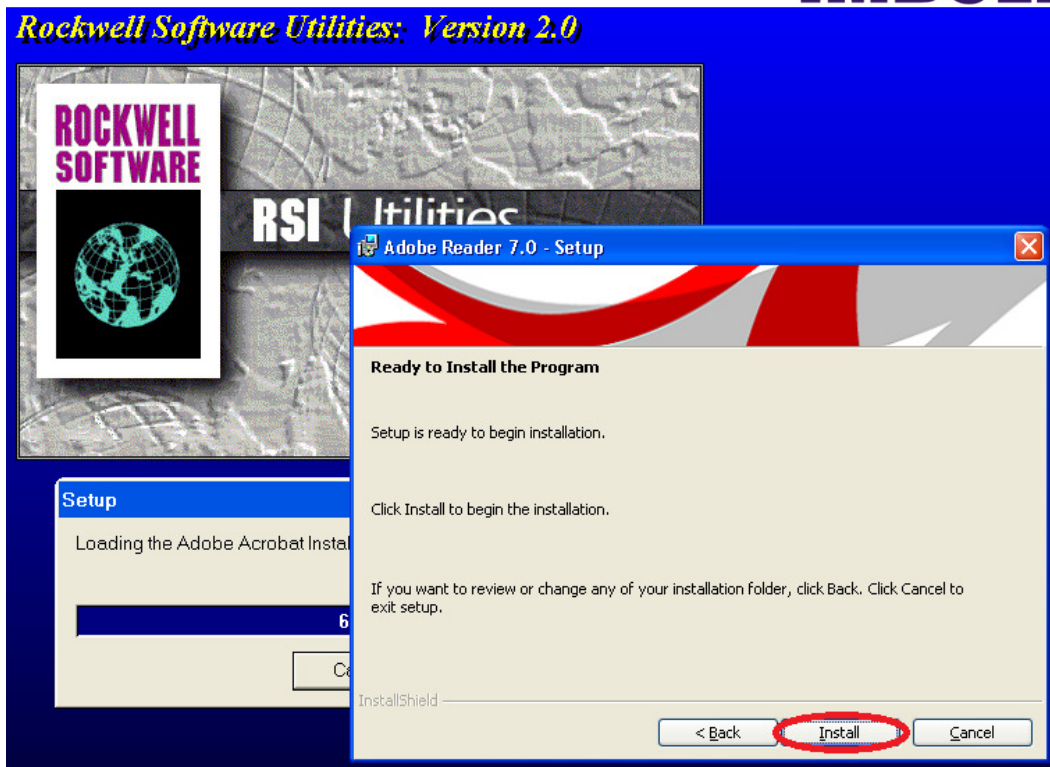 Rockwell Software Utilities: Version 2.0
ROCKWELL
SOFTWARE
RSI Utilities
Adobe Reader 7.0 - Setup
Ready to Install the Program
Setup is ready to begin installation.
Setup
Click Install to begin the installation.
Loading the Adobe Acrobat Instal
If you want to review or change any of your installation folder, click Back. Click Cancel to
exit setup.
6
Ca
InstallShield
< Back
Install
Cancel